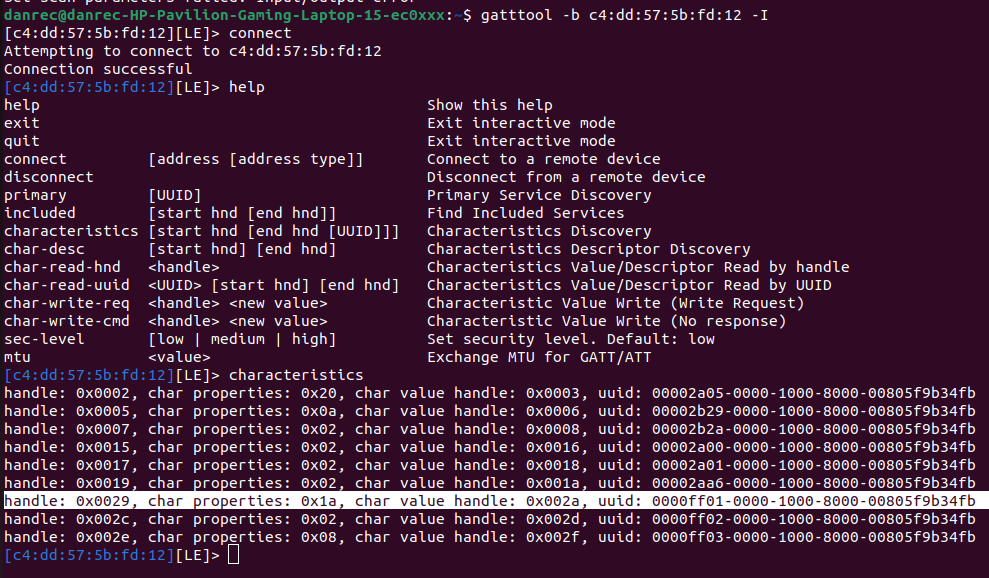 danrec@danrec-HP-Pavilion-Gaming-Laptop-15-ec0xxx:~$ gatttool -b c4:dd:57:5b:fd:12 -I
[c4:dd:57:5b:fd:12][LE]> connect
Attempting to connect to c4:dd:57:5b:fd:12
Connection successful
[c4:dd:57:5b:fd:12][LE]> help
help                                           Show this help
exit                                           Exit interactive mode
quit                                           Exit interactive mode
connect         [address [address type]]       Connect to a remote device
disconnect                                     Disconnect from a remote device
primary         [UUID]                         Primary Service Discovery
included        [start hnd [end hnd]]          Find Included Services
characteristics [start hnd [end hnd [UUID]]]   Characteristics Discovery
char-desc       [start hnd] [end hnd]          Characteristics Descriptor Discovery
char-read-hnd   <handle>                       Characteristics Value/Descriptor Read by handle
char-read-uuid  <UUID> [start hnd] [end hnd]   Characteristics Value/Descriptor Read by UUID
char-write-req  <handle> <new value>           Characteristic Value Write (Write Request)
char-write-cmd  <handle> <new value>           Characteristic Value Write (No response)
sec-level       [low | medium | high]          Set security level. Default: low
mtu             <value>                        Exchange MTU for GATT/ATT
[c4:dd:57:5b:fd:12][LE]> characteristics
handle: 0x0002, char properties: 0x20, char value handle: 0x0003, uuid: 00002a05-0000-1000-8000-00805f9b34fb
handle: 0x0005, char properties: 0x0a, char value handle: 0x0006, uuid: 00002b29-0000-1000-8000-00805f9b34fb
handle: 0x0007, char properties: 0x02, char value handle: 0x0008, uuid: 00002b2a-0000-1000-8000-00805f9b34fb
handle: 0x0015, char properties: 0x02, char value handle: 0x0016, uuid: 00002a00-0000-1000-8000-00805f9b34fb
handle: 0x0017, char properties: 0x02, char value handle: 0x0018, uuid: 00002a01-0000-1000-8000-00805f9b34fb
handle: 0x0019, char properties: 0x02, char value handle: 0x001a, uuid: 00002aa6-0000-1000-8000-00805f9b34fb
handle: 0x0029, char properties: 0x1a, char value handle: 0x002a, uuid: 0000ff01-0000-1000-8000-00805f9b34fb
handle: 0x002c, char properties: 0x02, char value handle: 0x002d, uuid: 0000ff02-0000-1000-8000-00805f9b34fb
handle: 0x002e, char properties: 0x08, char value handle: 0x002f, uuid: 0000ff03-0000-1000-8000-00805f9b34fb
[c4:dd:57:5b:fd:12][LE]>